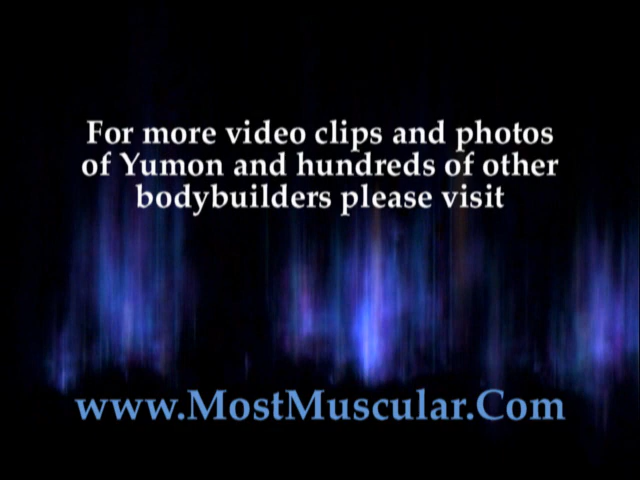 For more video clips and photos
of Yumon and hundreds of other
bodybuilders please visit
www.MostMuscular.Com